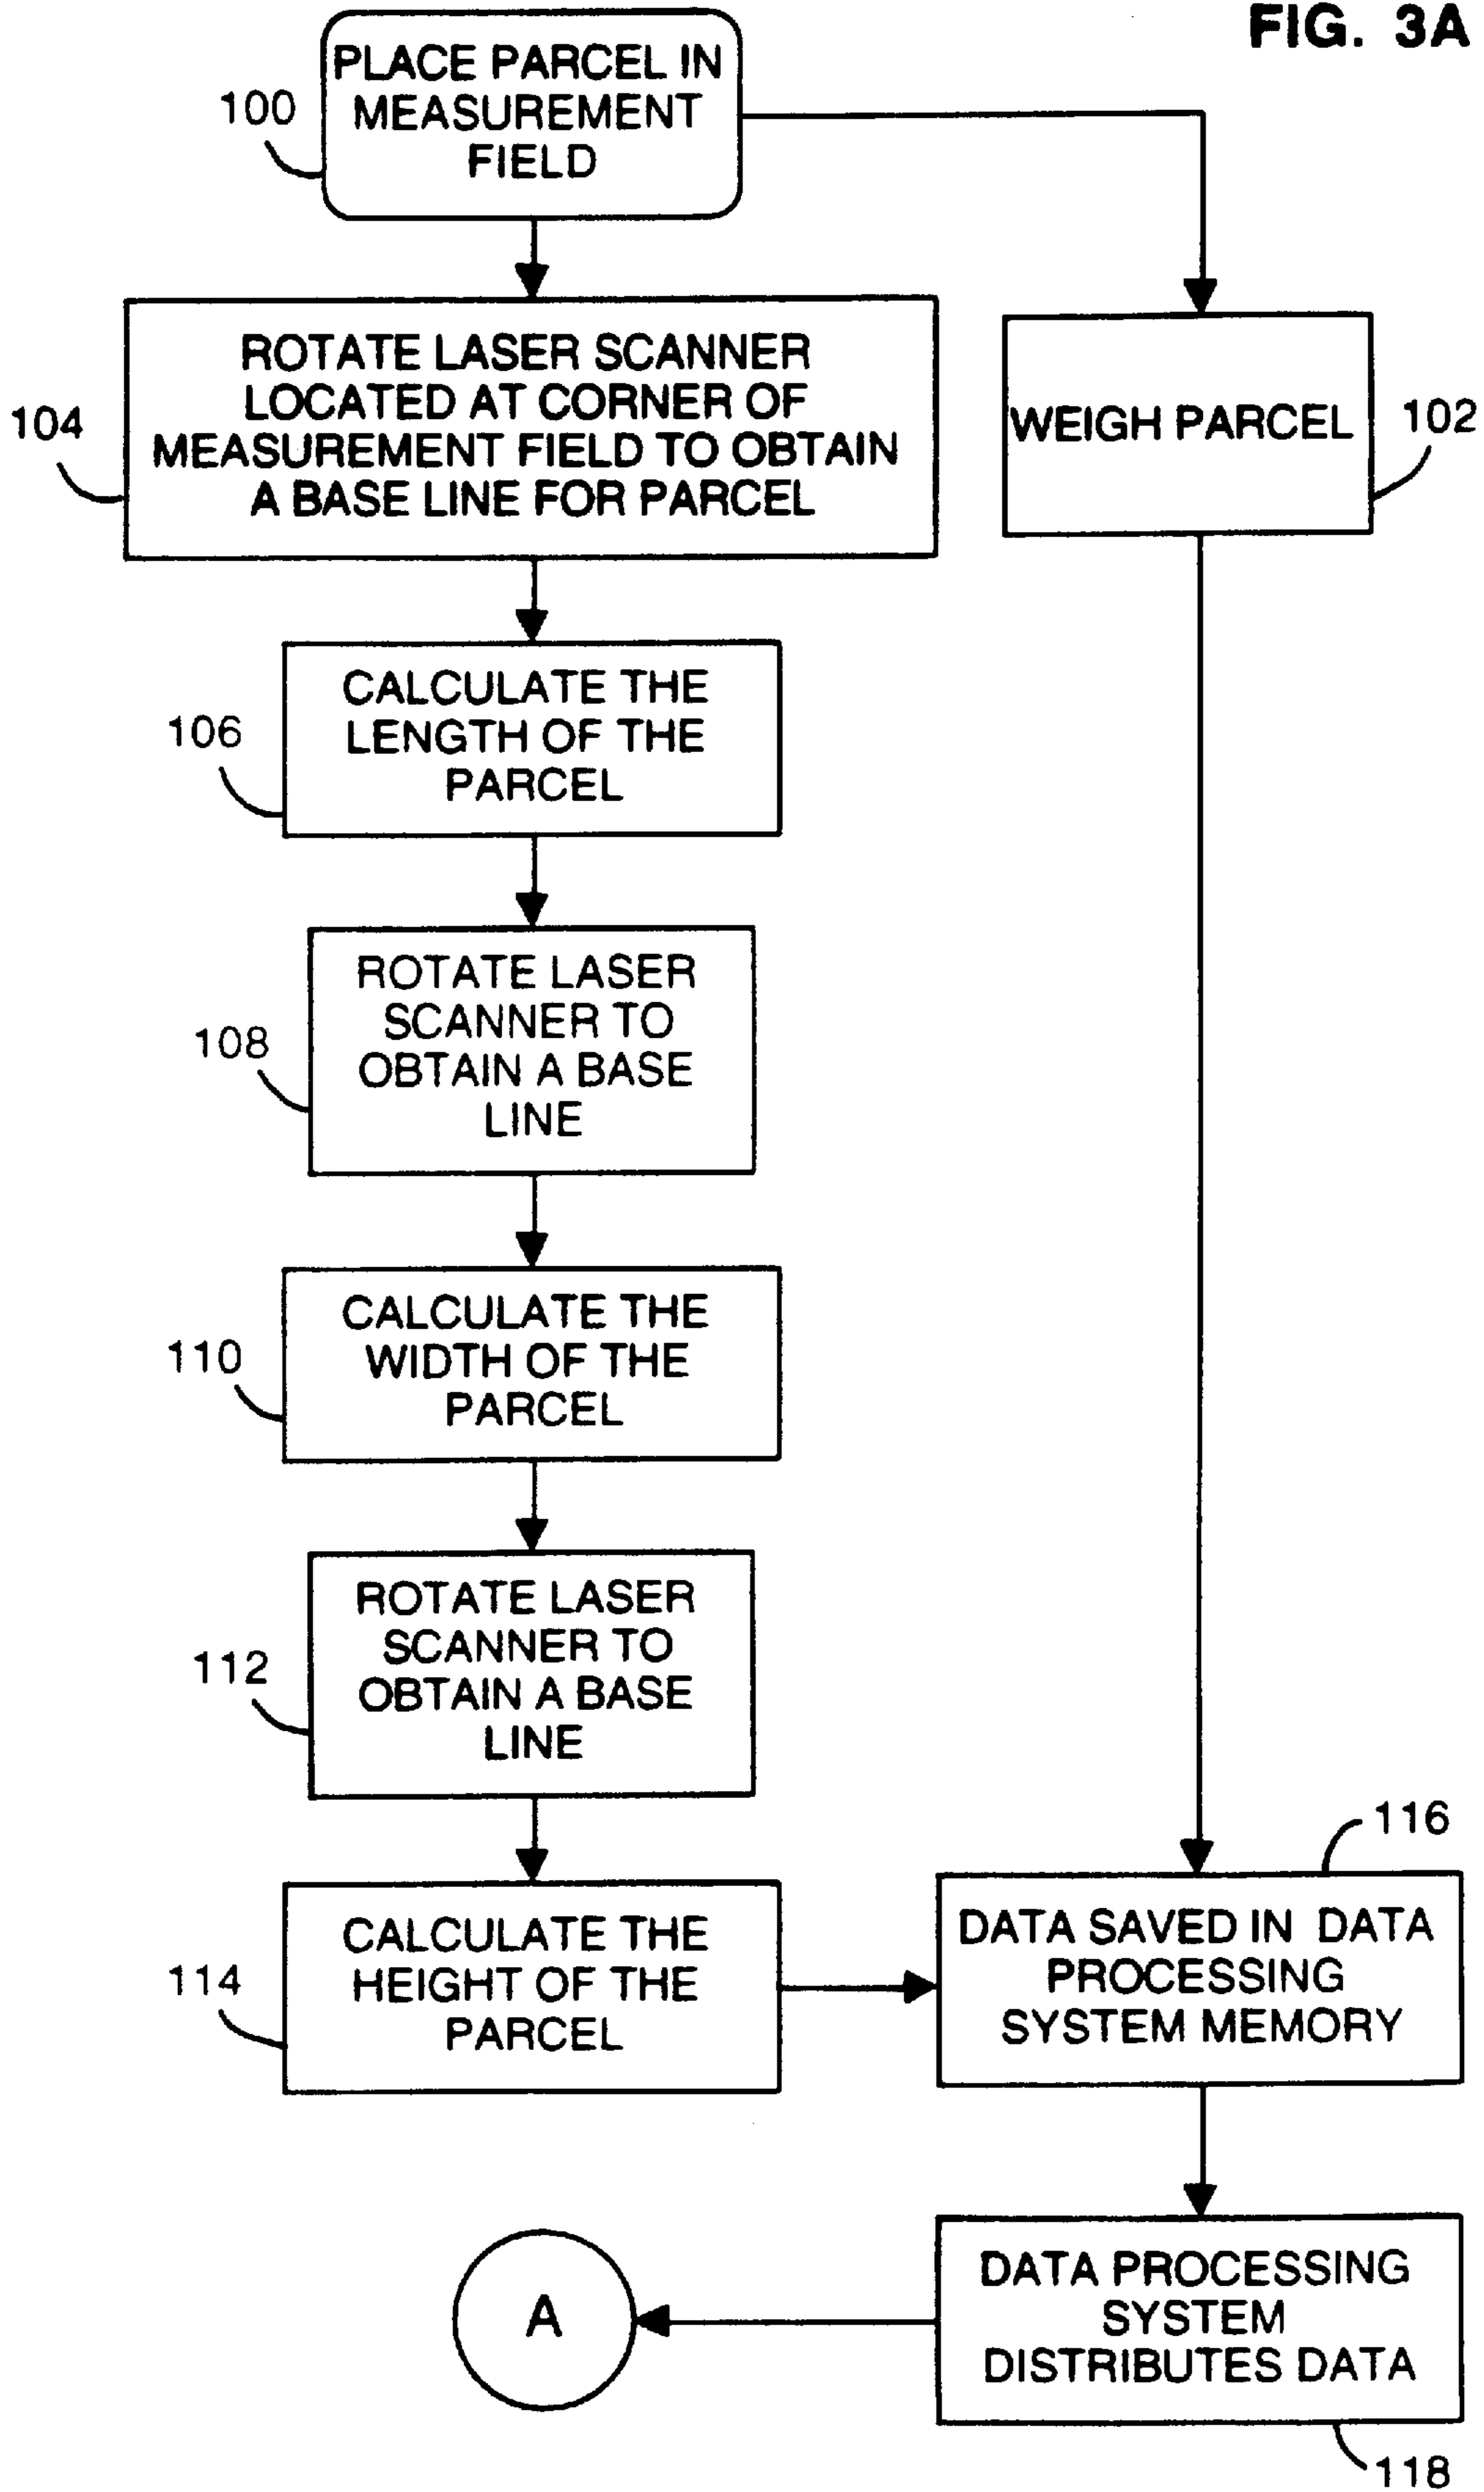 FIG. 3A
PLACE PARCEL IN
MEASUREMENT
FIELD
100
ROTATE LASER SCANNER
LOCATED AT CORNER OF
MEASUREMENT FIELD TO OBTAIN
A BASE LINE FOR PARCEL
104
WEIGH PARCEL
102
CALCULATE THE
LENGTH OF THE
PARCEL
106
ROTATE LASER
SCANNER TO
OBTAIN A BASE
LINE
108
CALCULATE THE
WIDTH OF THE
PARCEL
110
ROTATE LASER
SCANNER TO
OBTAIN A BASE
LINE
112
CALCULATE THE
HEIGHT OF THE
PARCEL
114
116
DATA SAVED IN DATA
PROCESSING
SYSTEM MEMORY
DATA PROCESSING
SYSTEM
DISTRIBUTES DATA
118
A